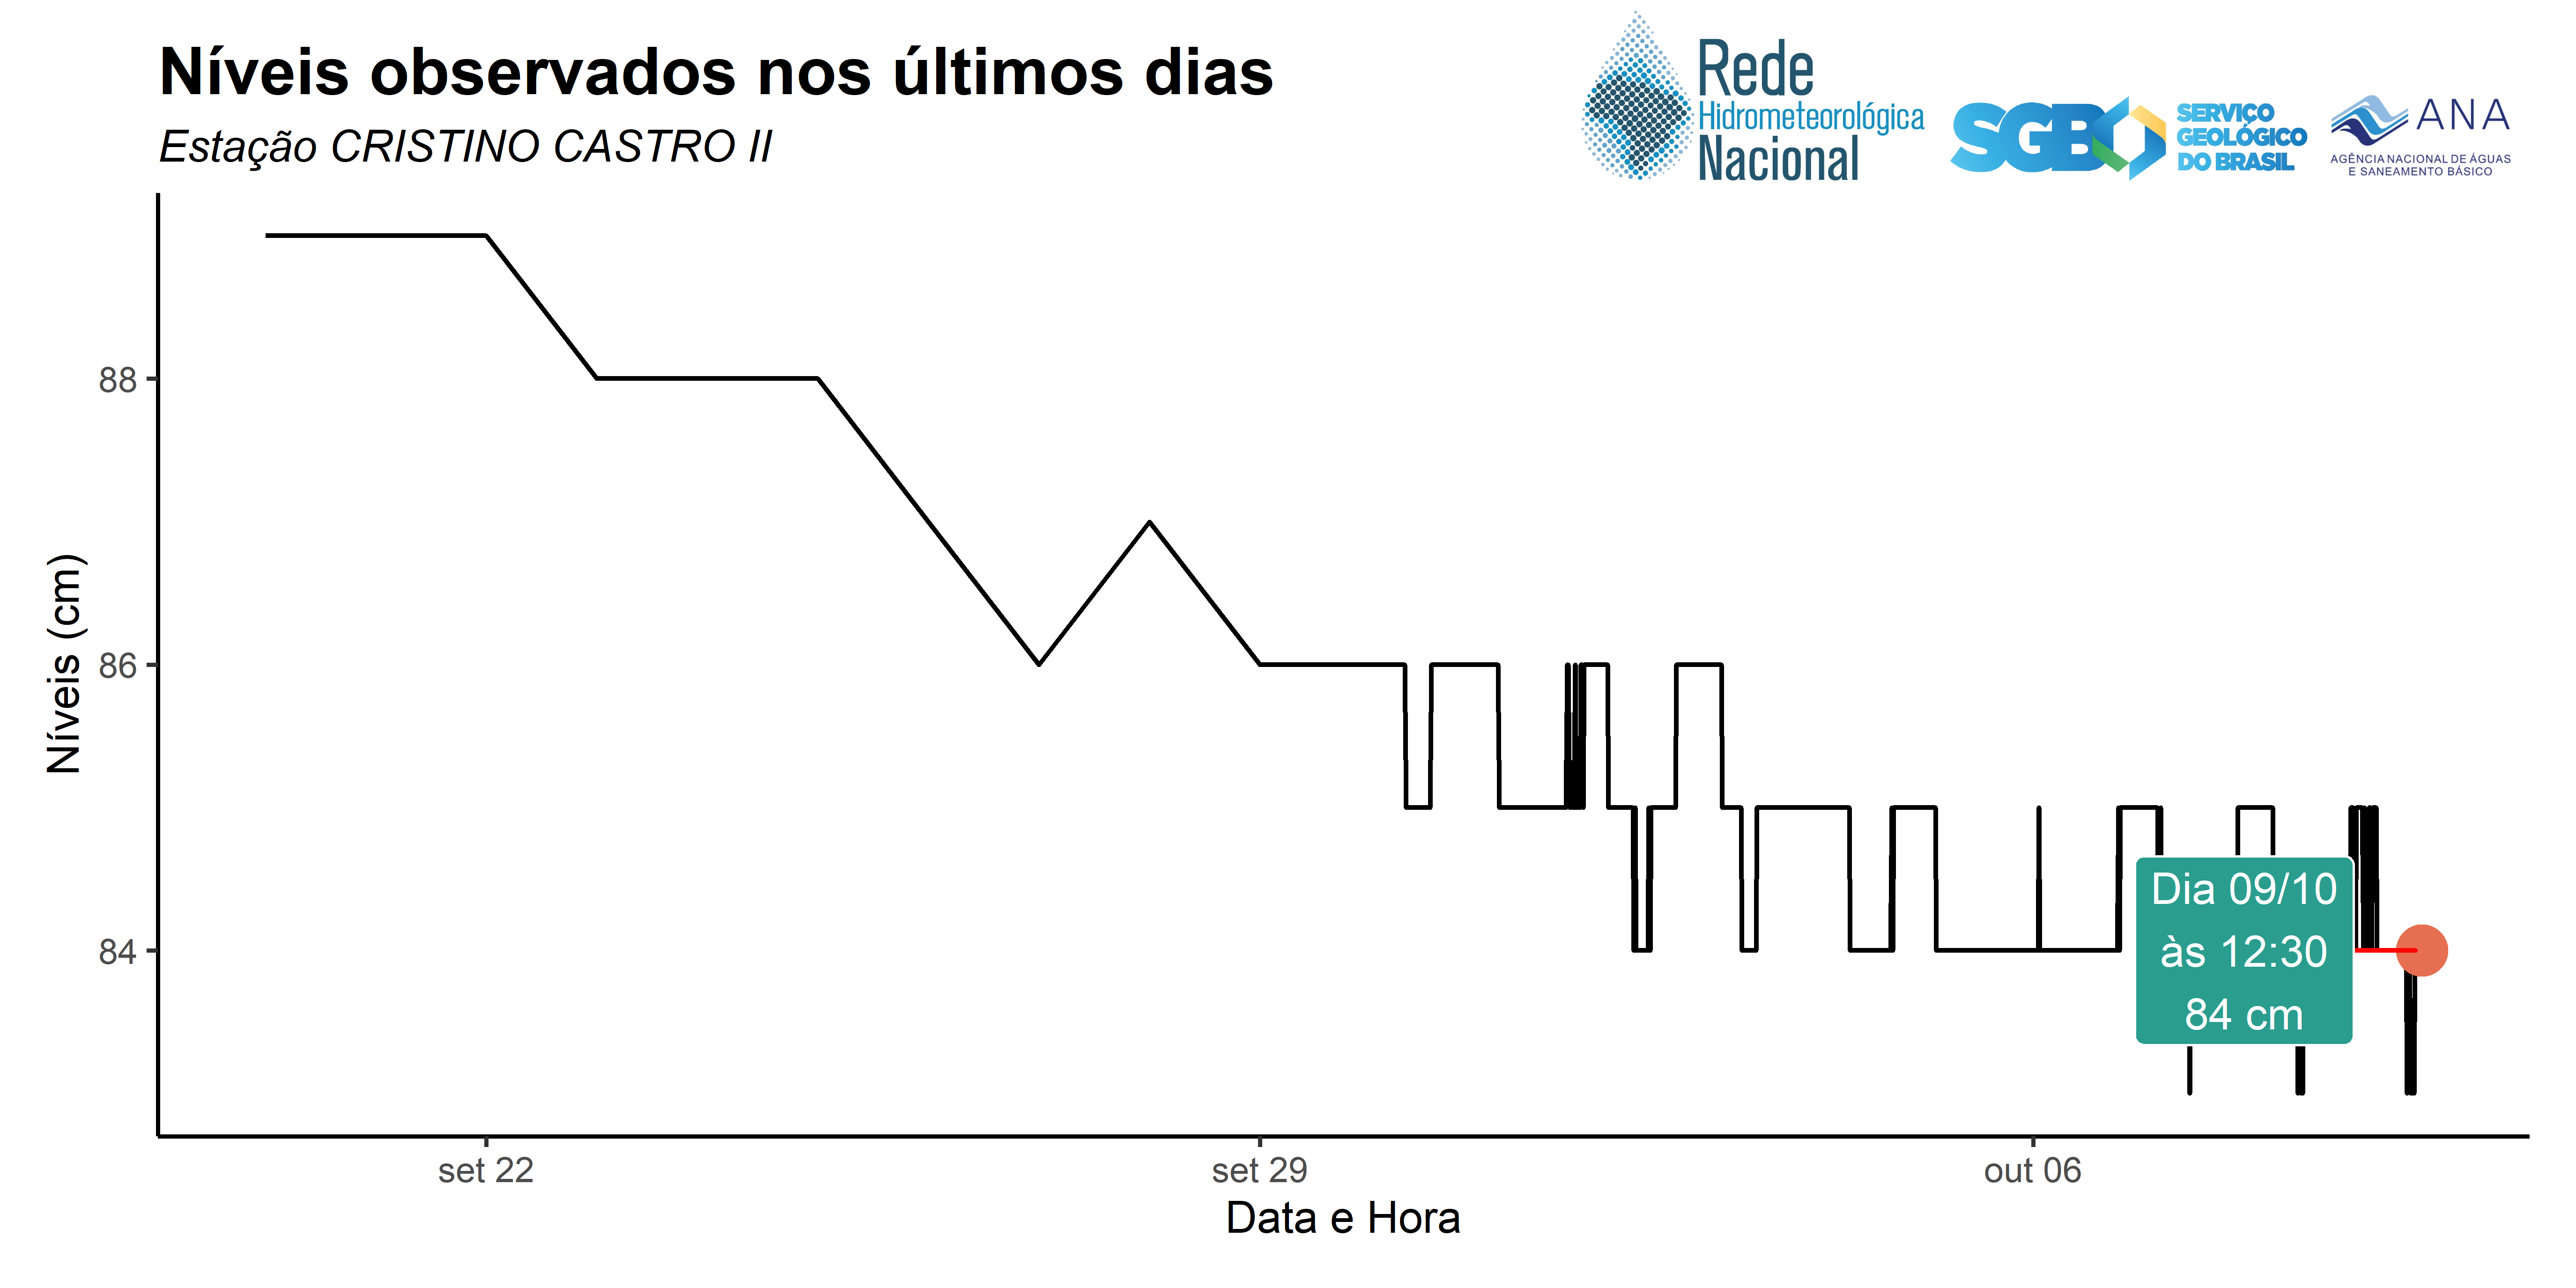 Níveis observados nos últimos dias
Estação CRISTINO CASTRO II
Rede
Hidrometeorológica
Nacional
SGB
SERVIÇO
GEOLÓGICO
DO BRASIL
ANA
AGÊNCIA NACIONAL DE ÁGUAS
E SANEAMENTO BÁSICO
Níveis (cm)
88
86
84
Dia 09/10
às 12:30
84 cm
set 22
set 29
out 06
Data e Hora